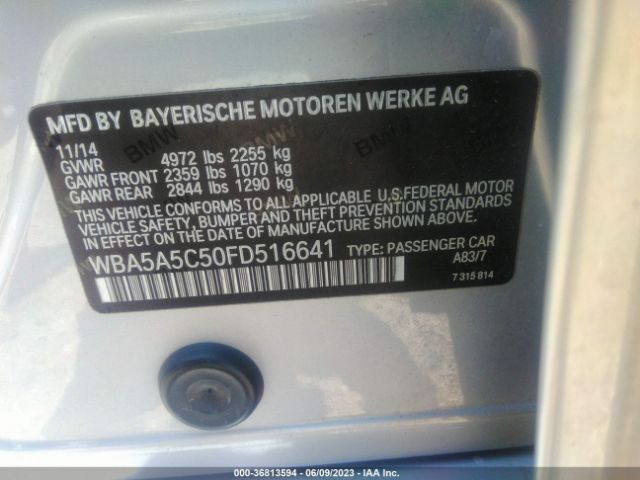 MFD BY BAYERISCHE MOTOREN WERKE AG
11/14
GVWR 4972 lbs 2255 kg
GAWR FRONT 2359 lbs 1070 kg
GAWR REAR 2844 lbs 1290 kg
THIS VEHICLE CONFORMS TO ALL APPLICABLE U.S.FEDERAL MOTOR
VEHICLE SAFETY, BUMPER AND THEFT PREVENTION STANDARDS
IN EFFECT ON THE DATE OF MANUFACTURE SHOWN ABOVE.
WBA5A5C50FD516641 TYPE: PASSENGER CAR
A83/7
7 315 814
BMW
BMW
BMW
000-36813594 - 06/09/2023 - IAA Inc.